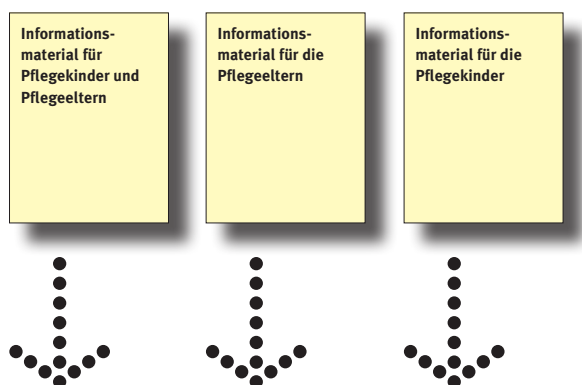 Informations-
material für
Pflegekinder und
Pflegeeltern
Informations-
material für die
Pflegeeltern
Informations-
material für die
Pflegekinder